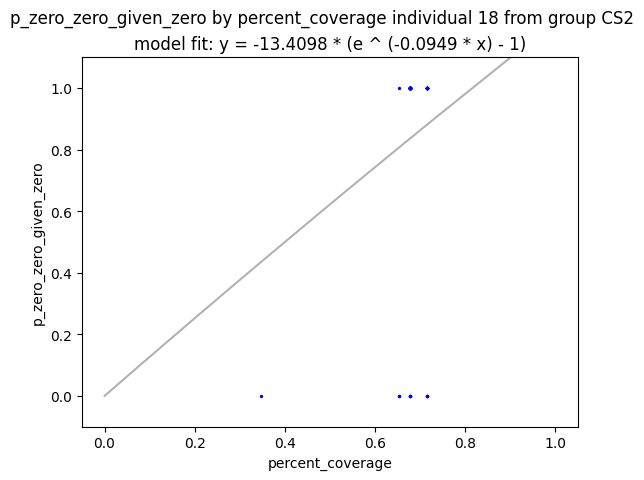 p_zero_zero_given_zero by percent_coverage individual 18 from group CS2
model fit: y = -13.4098 * (e ^ (-0.0949 * x) - 1)
1.0
0.8
0.6
0.4
0.2
0.0
p_zero_zero_given_zero
0.0 0.2 0.4 0.6 0.8 1.0
percent_coverage